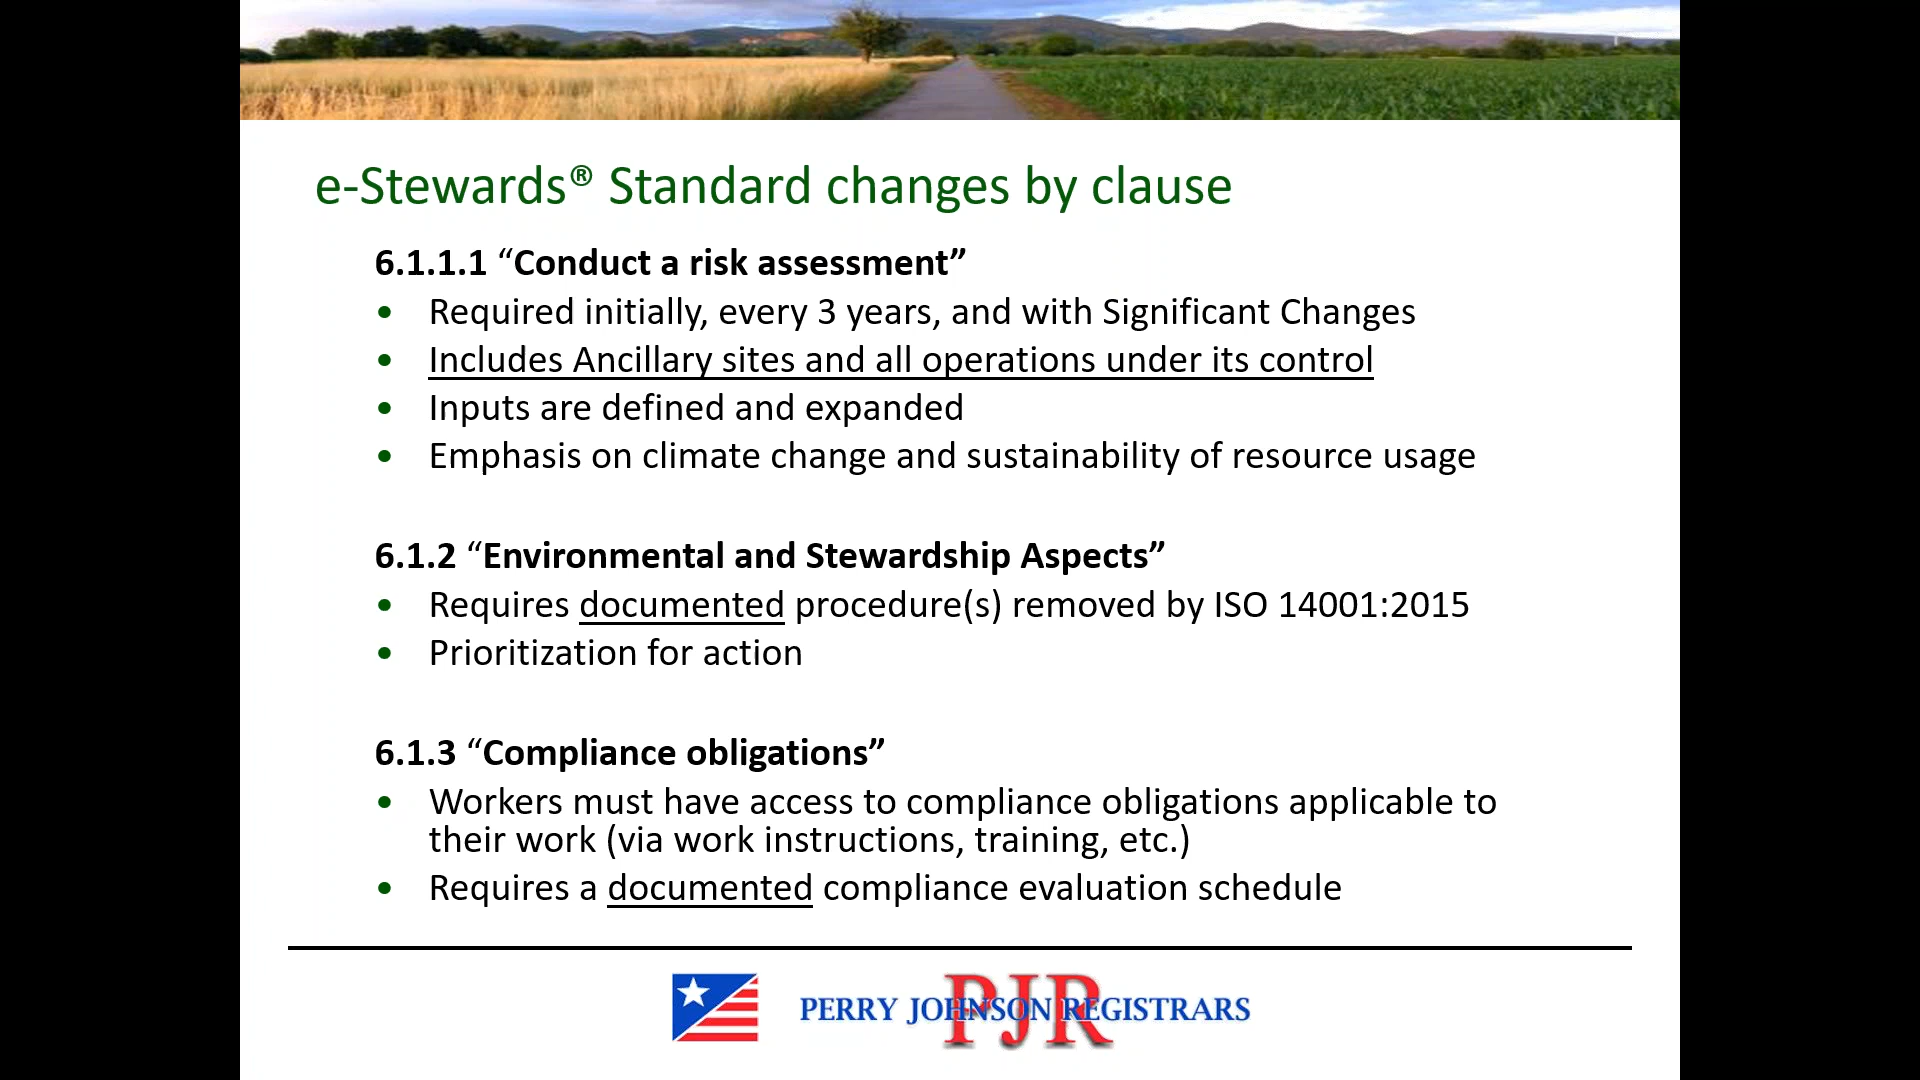 e-Stewards® Standard changes by clause
6.1.1.1 “Conduct a risk assessment”
• Required initially, every 3 years, and with Significant Changes
• Includes Ancillary sites and all operations under its control
• Inputs are defined and expanded
• Emphasis on climate change and sustainability of resource usage
6.1.2 “Environmental and Stewardship Aspects”
• Requires documented procedure(s) removed by ISO 14001:2015
• Prioritization for action
6.1.3 “Compliance obligations”
• Workers must have access to compliance obligations applicable to
their work (via work instructions, training, etc.)
• Requires a documented compliance evaluation schedule
PJR
PERRY JOHNSON REGISTRARS